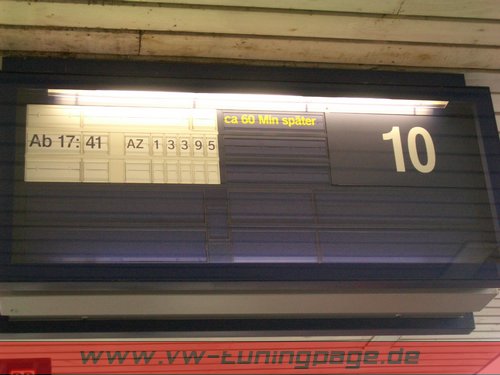 ca 60 Min später
Ab 17:41 AZ 13395
10
www.vw-tuningpage.de